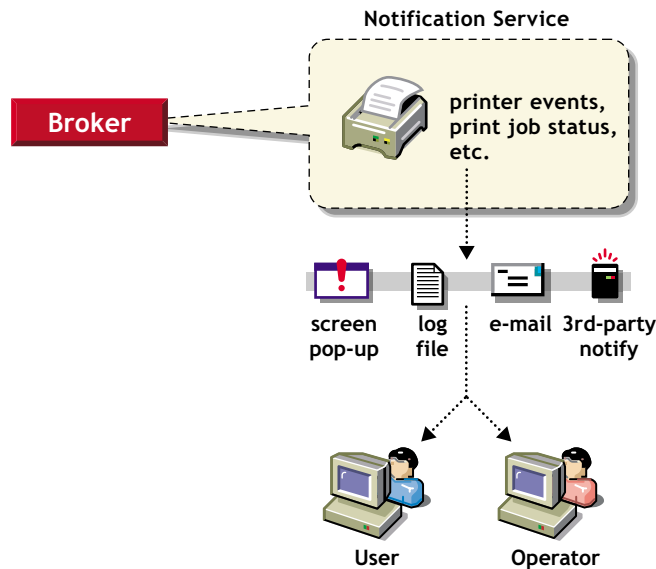 Notification Service
Broker
printer events,
print job status,
etc.
screen
pop-up
log
file
e-mail
3rd-party
notify
User
Operator